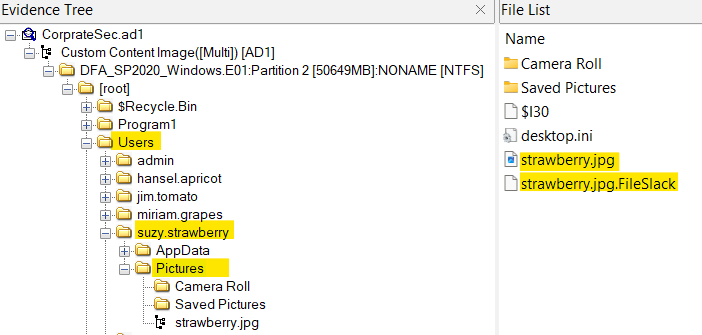 Evidence Tree
CorprateSec.ad1
Custom Content Image([Multi]) [AD1]
DFA_SP2020_Windows.E01:Partition 2 [50649MB]:NONAME [NTFS]
[root]
$Recycle.Bin
Program1
Users
admin
hansel.apricot
jim.tomato
miriam.grapes
suzy.strawberry
AppData
Pictures
Camera Roll
Saved Pictures
strawberry.jpg
File List
Name
Camera Roll
Saved Pictures
$I30
desktop.ini
strawberry.jpg
strawberry.jpg.FileSlack